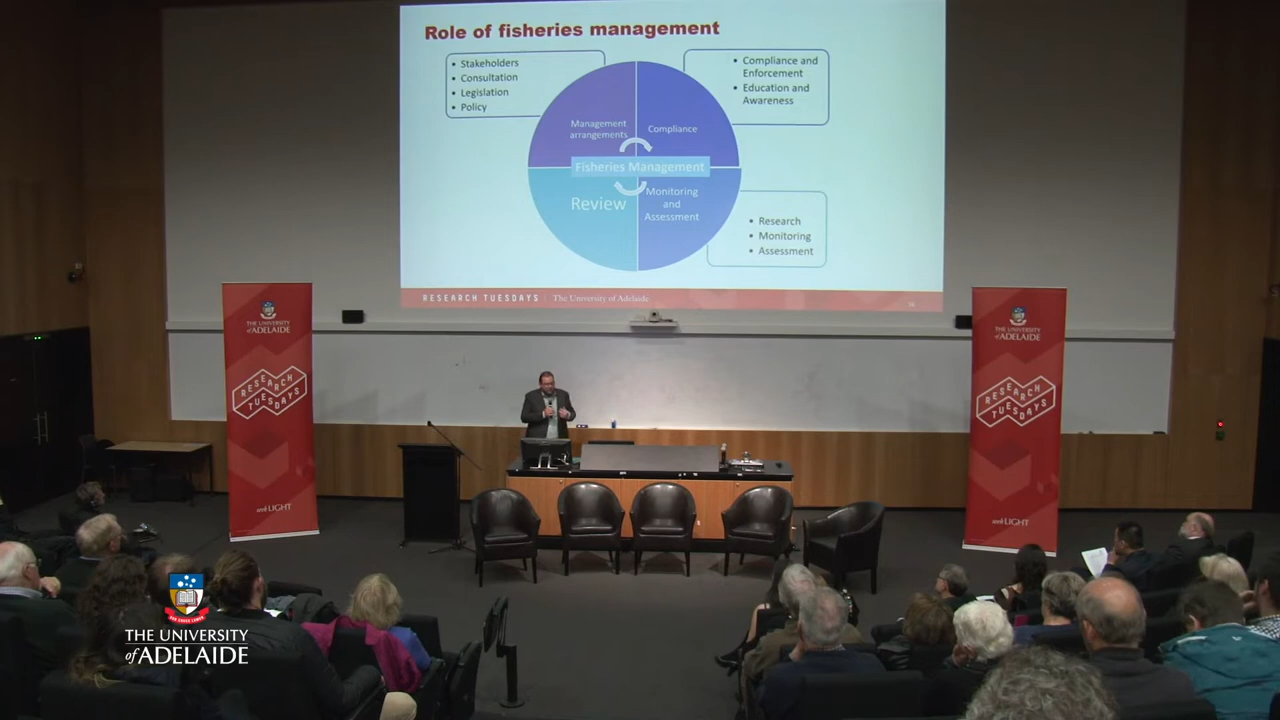 Role of fisheries management
• Stakeholders
• Consultation
• Legislation
• Policy
• Compliance and
Enforcement
• Education and
Awareness
Management
arrangements
Compliance
Fisheries Management
Review
Monitoring
and
Assessment
• Research
• Monitoring
• Assessment
RESEARCH TUESDAYS The University of Adelaide
THE UNIVERSITY
of ADELAIDE
RESEARCH
TUESDAYS
LIGHT
THE UNIVERSITY
of ADELAIDE
RESEARCH
TUESDAYS
LIGHT
THE UNIVERSITY
of ADELAIDE